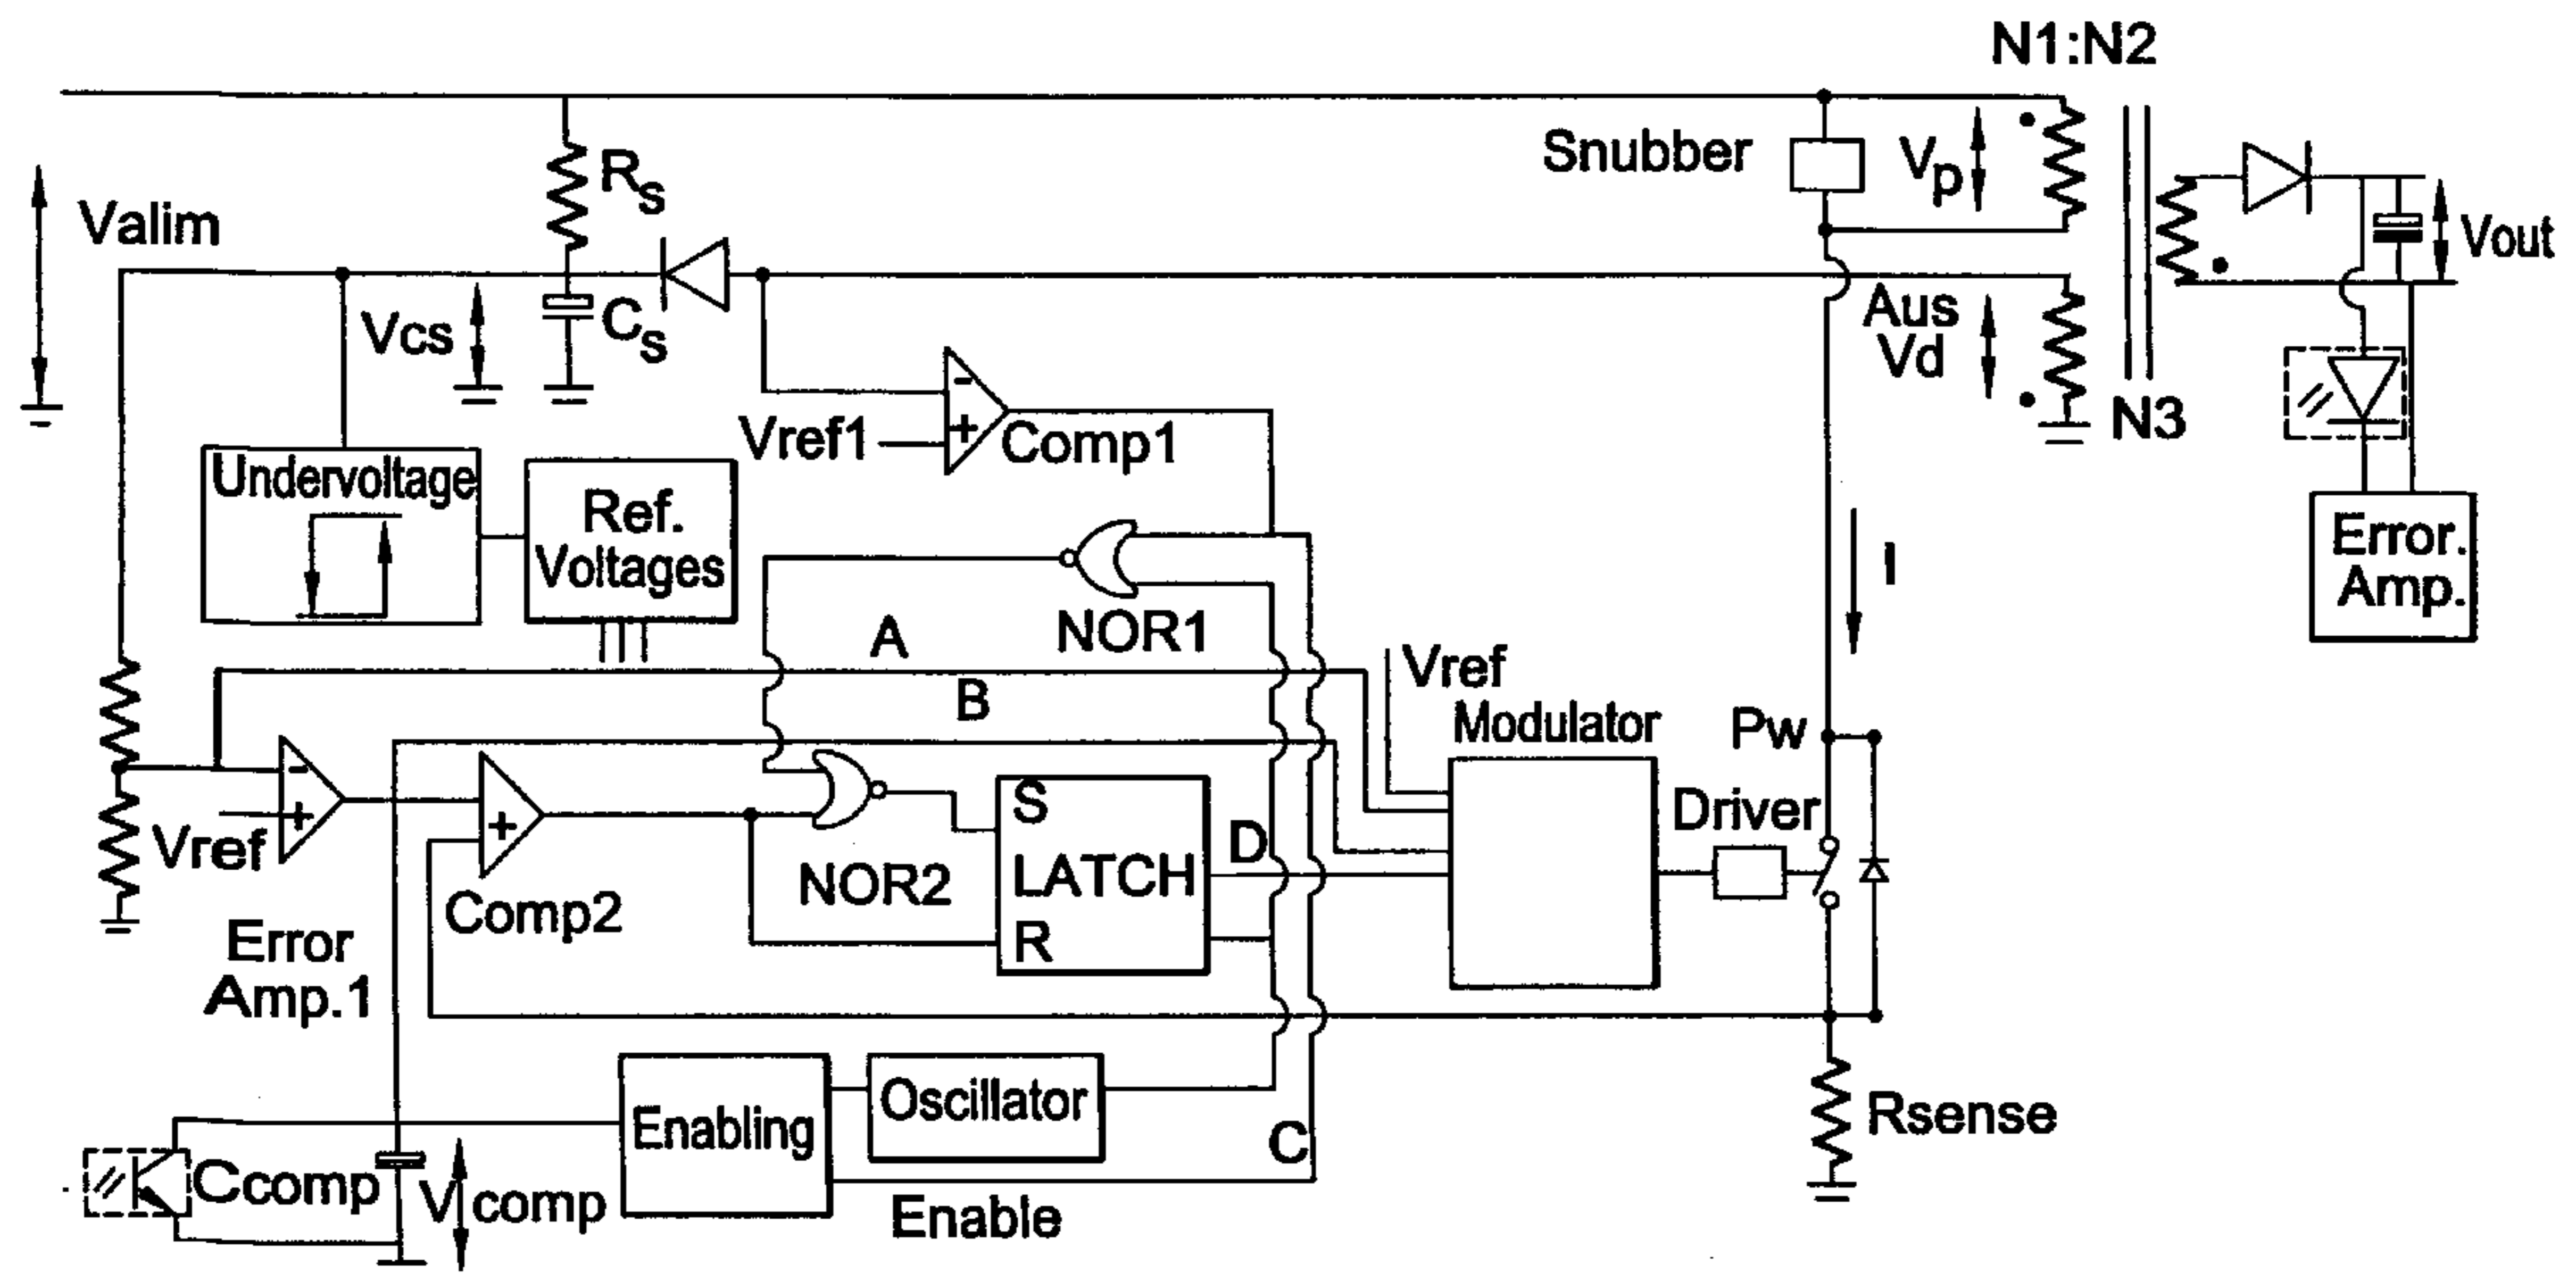 N1:N2
Snubber
Vp
Rs
Valim
Vout
Vcs
Cs
Aus
Vd
N3
Vref1
Comp1
Undervoltage
Ref.
Voltages
Error.
Amp.
I
NOR1
A
B
Vref
Modulator
Pw
Driver
Vref
S
LATCH
R
D
NOR2
Comp2
Error
Amp.1
Enabling
Oscillator
C
Rsense
Ccomp
Vcomp
Enable